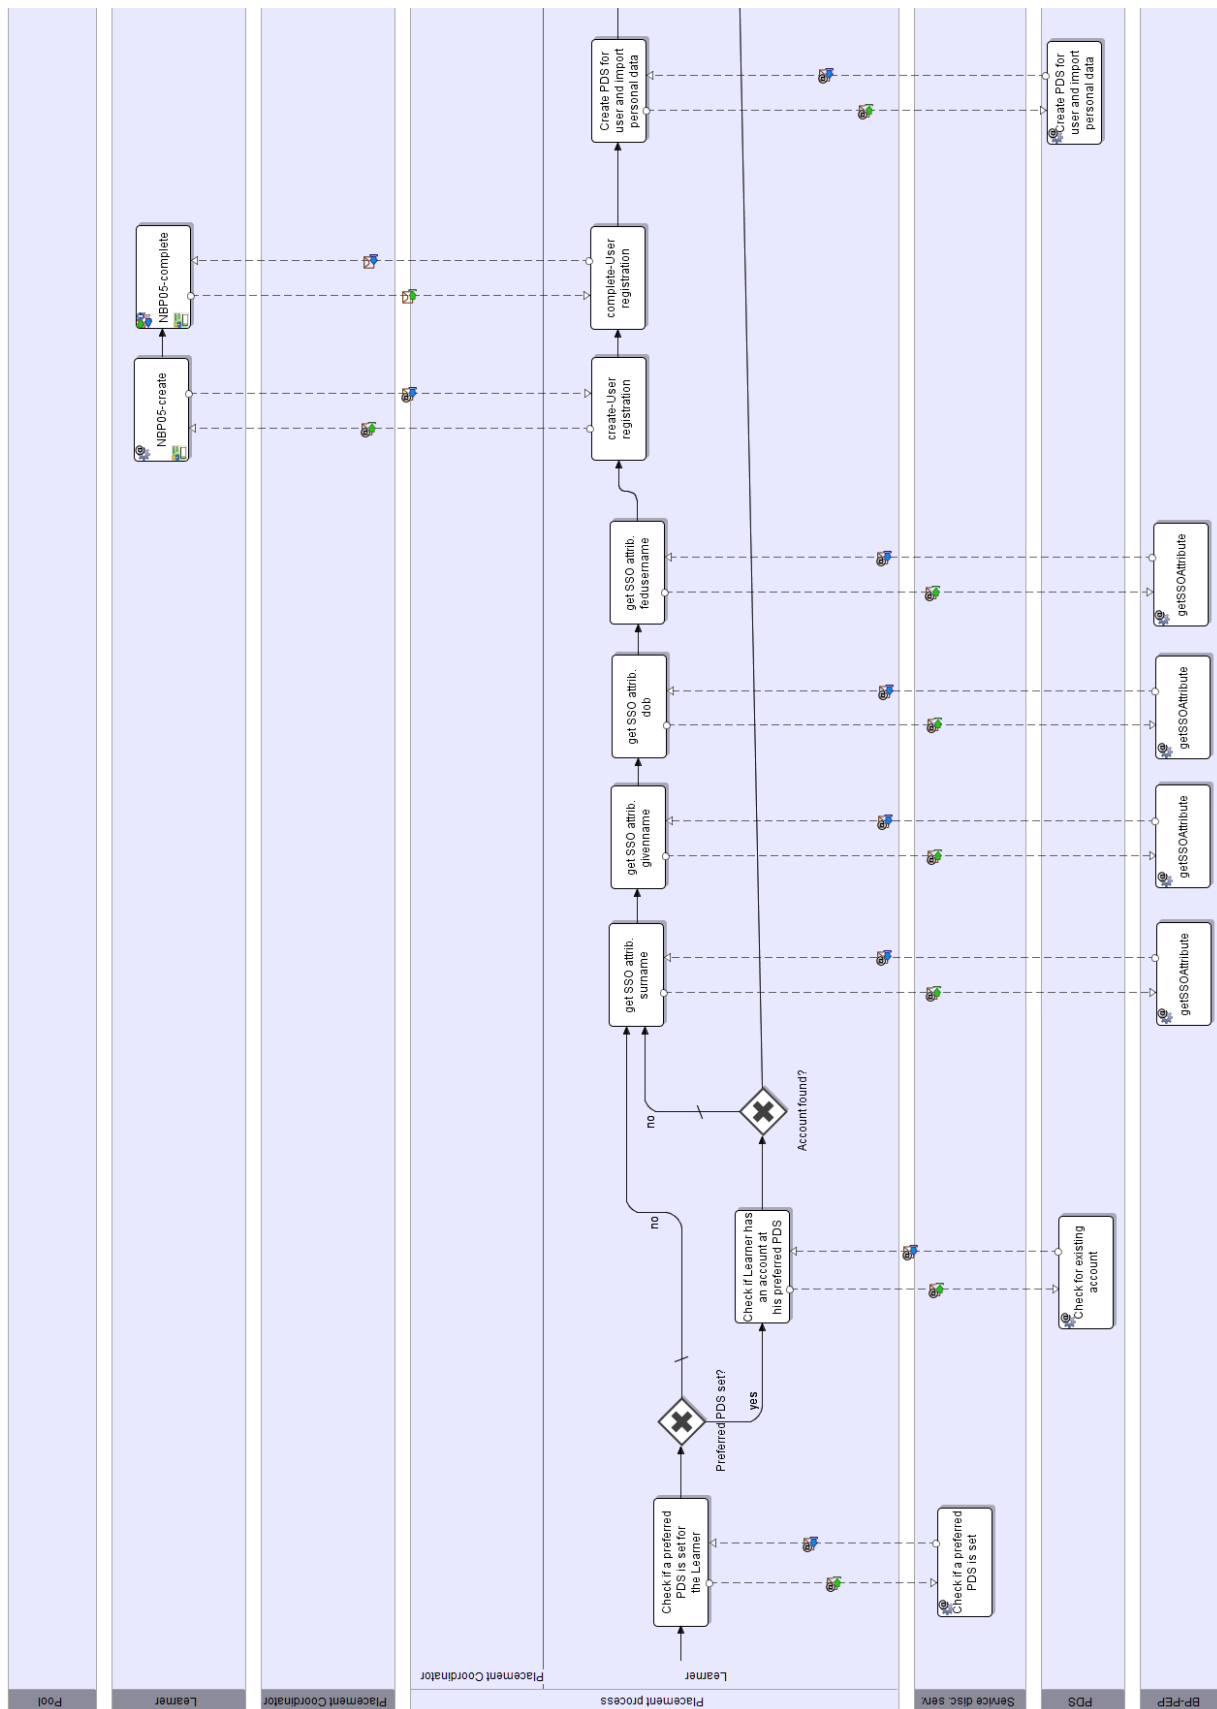 Pool
Learner
NBP05-create
NBP05-complete
Placement Coordinator
Placement process
Placement Coordinator
Learner
Check if a preferred
PDS is set for
the Learner
Preferred PDS set?
no
yes
Check if Learner has
an account at
his preferred PDS
Account found?
no
get SSO attrib.
surname
get SSO attrib.
givenname
get SSO attrib.
dob
get SSO attrib.
fedusername
create-User
registration
complete-User
registration
Create PDS for
user and import
personal data
Service disc. serv.
Check if a preferred
PDS is set
PDS
Check for existing
account
Create PDS for
user and import
personal data
BP-PEP
getSSOAttribute
getSSOAttribute
getSSOAttribute
getSSOAttribute